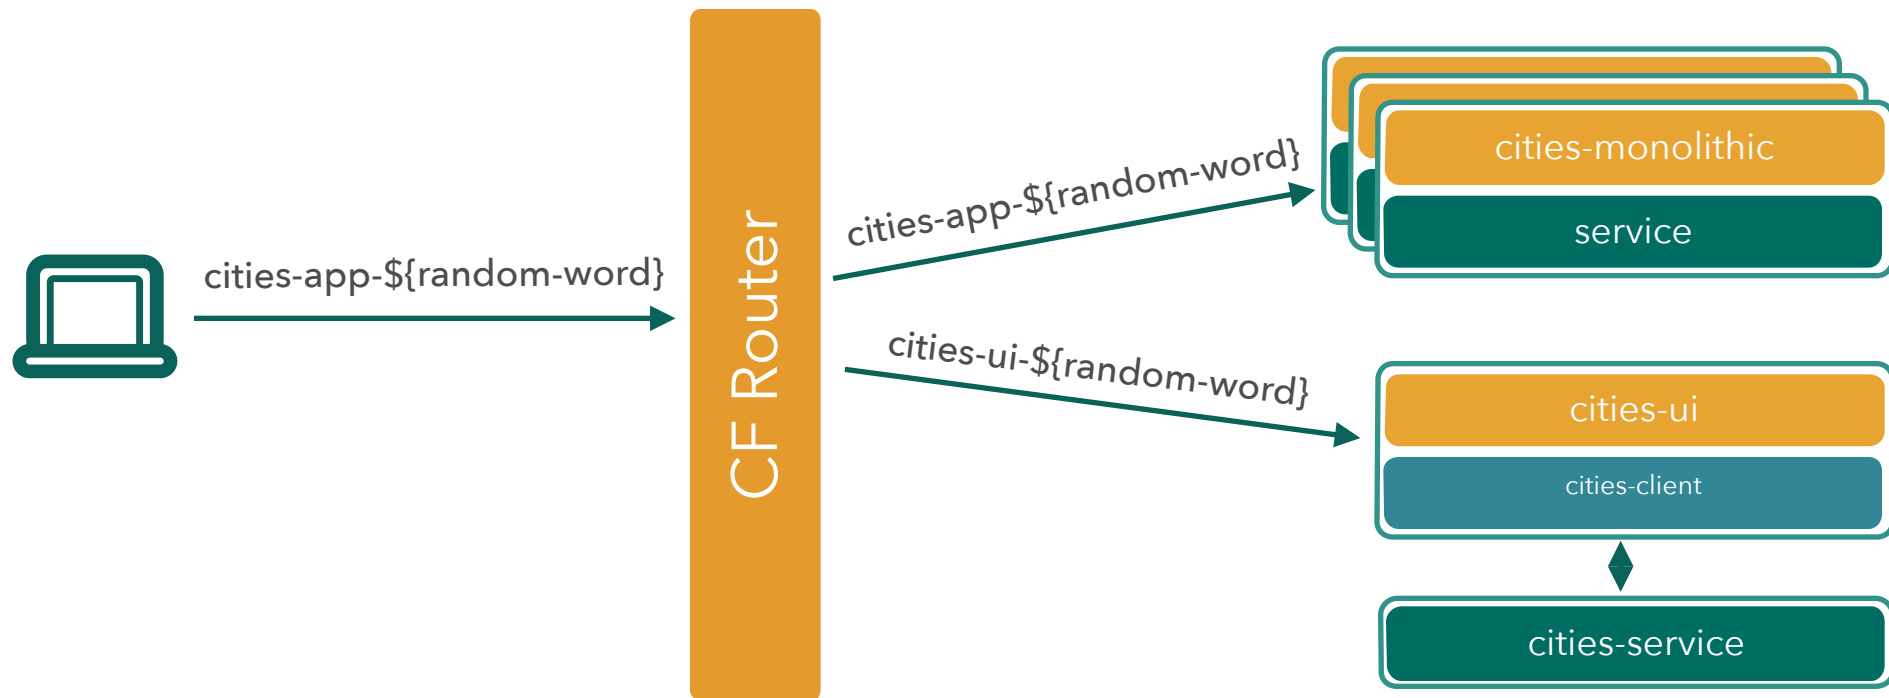 cities-app-${random-word}
CF Router
cities-app-${random-word}
cities-ui-${random-word}
cities-monolithic
service
cities-ui
cities-client
cities-service